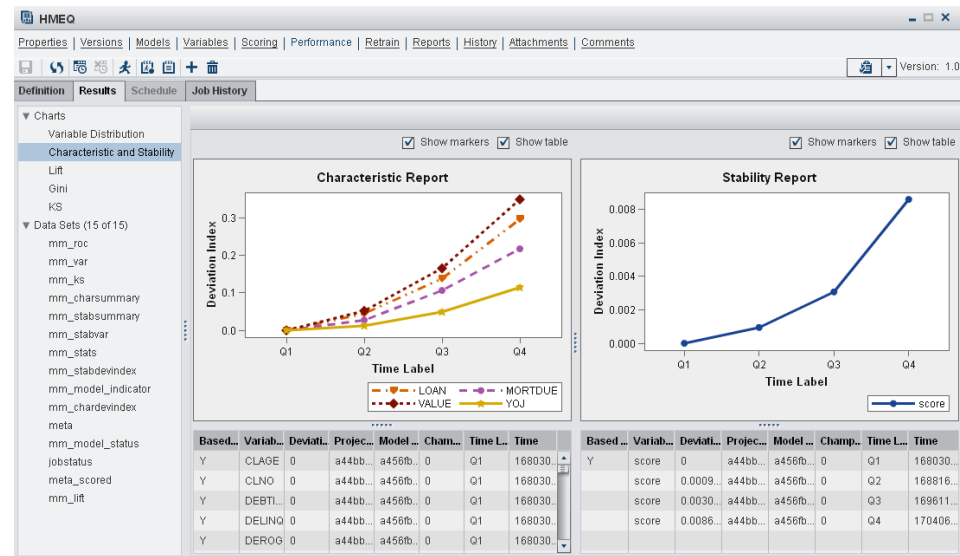 HMEQ
Properties | Versions | Models | Variables | Scoring | Performance | Retrain | Reports | History | Attachments | Comments
Version: 1.0
Definition Results Schedule Job History
Charts
Variable Distribution
Characteristic and Stability
Lift
Gini
KS
Data Sets (15 of 15)
mm_roc
mm_var
mm_ks
mm_charsummary
mm_stabsummary
mm_stabvar
mm_stats
mm_stabdevindex
mm_model_indicator
mm_chardevindex
meta
mm_model_status
jobstatus
meta_scored
mm_lift
Show markers Show table
Characteristic Report
Deviation Index
0.3
0.2
0.1
0.0
Q1 Q2 Q3 Q4
Time Label
LOAN MORTDUE
VALUE YOJ
Based... Variab... Deviati... Projec... Model ... Cham... Time L... Time
Y CLAGE 0 a44bb... a456fb... 0 Q1 168030...
Y CLNO 0 a44bb... a456fb... 0 Q1 168030...
Y DEBTI... 0 a44bb... a456fb... 0 Q1 168030...
Y DELINQ 0 a44bb... a456fb... 0 Q1 168030...
Y DEROG 0 a44bb... a456fb... 0 Q1 168030...
Show markers Show table
Stability Report
Deviation Index
0.008
0.006
0.004
0.002
0.000
Q1 Q2 Q3 Q4
Time Label
score
Based ... Variab... Deviati... Projec... Model ... Champ... Time L... Time
Y score 0 a44bb... a456fb... 0 Q1 168030...
score 0.0009... a44bb... a456fb... 0 Q2 168816...
score 0.0030... a44bb... a456fb... 0 Q3 169611...
score 0.0086... a44bb... a456fb... 0 Q4 170406...